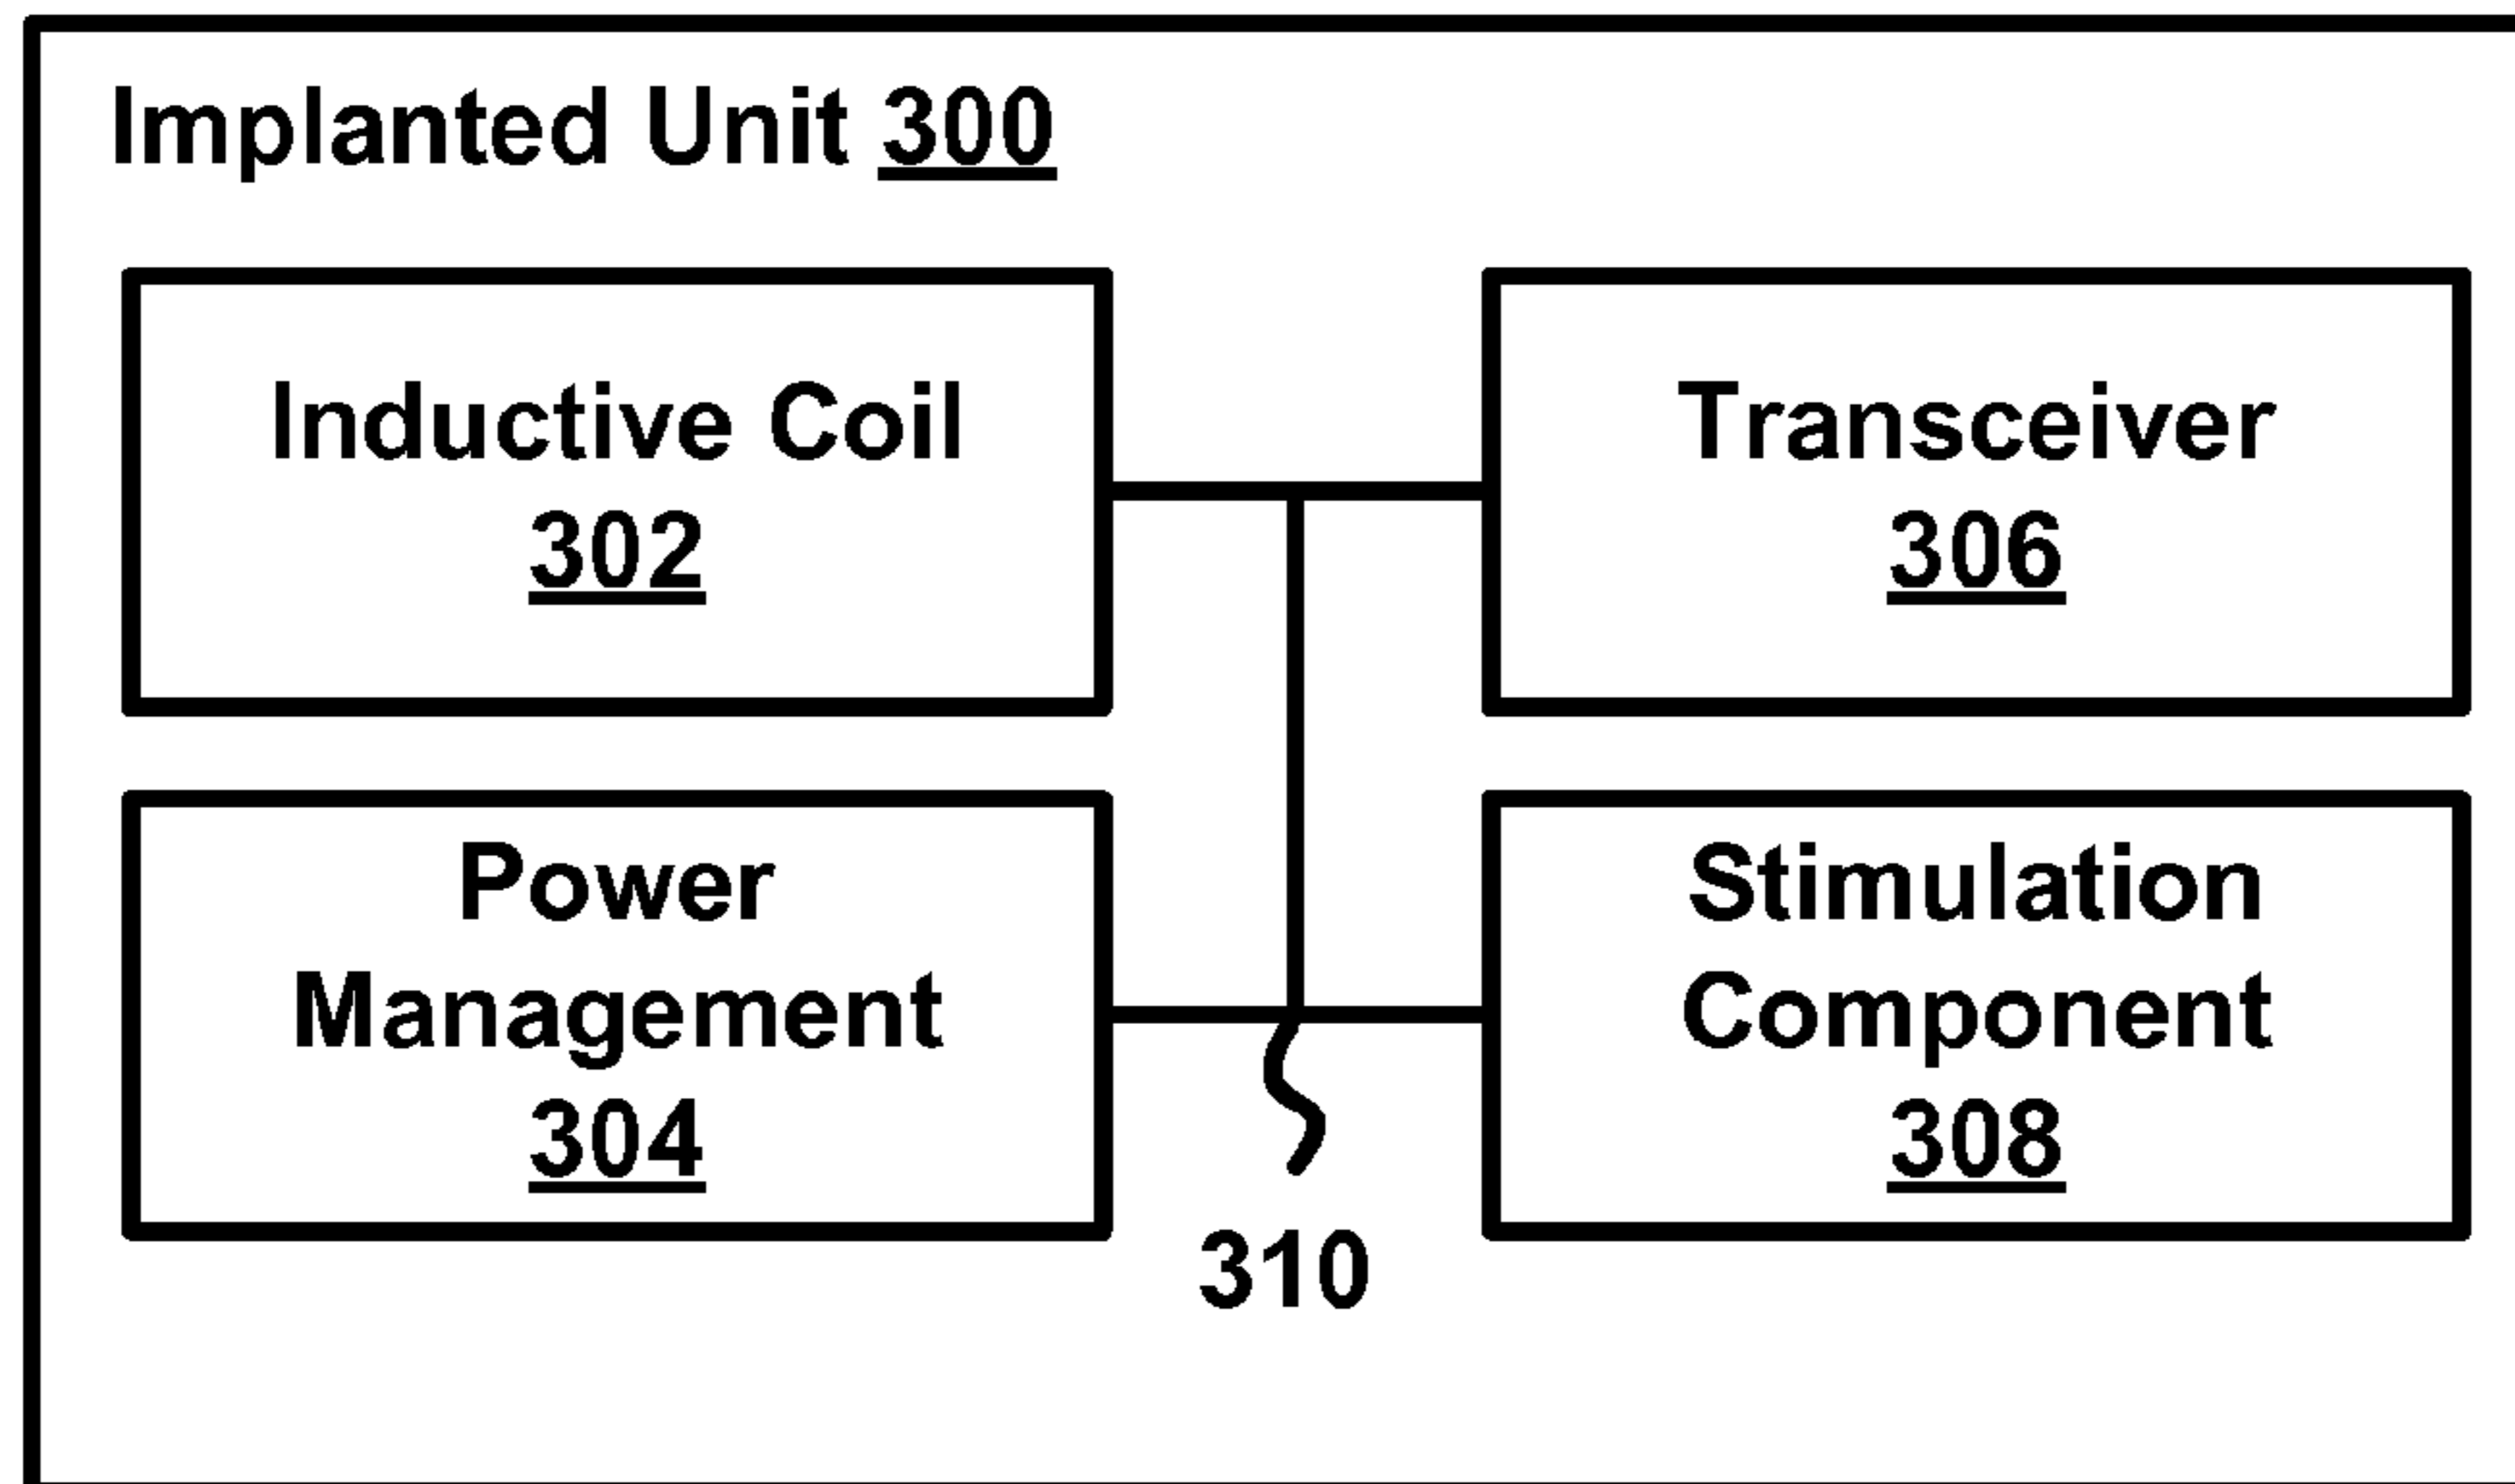 Implanted Unit 300
Inductive Coil
302
Transceiver
306
Power
Management
304
Stimulation
Component
308
310